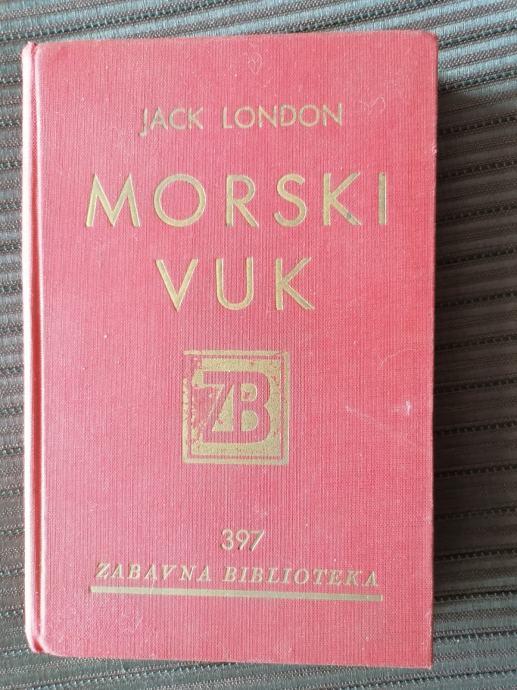 JACK LONDON
MORSKI
VUK
ZB
397
ZABAVNA BIBLIOTEKA